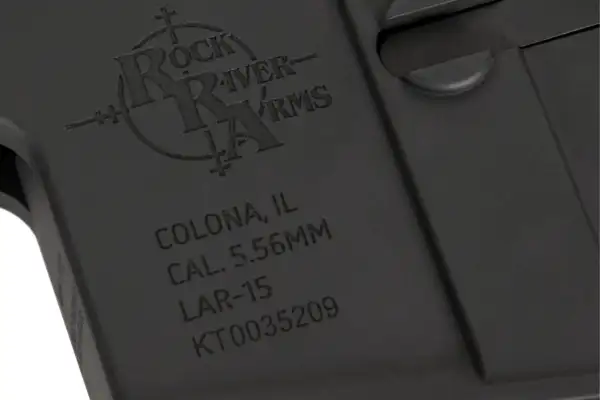 ROCK
RIVER
ARMS
COLONA, IL
CAL. 5.56MM
LAR-15
KT0035209